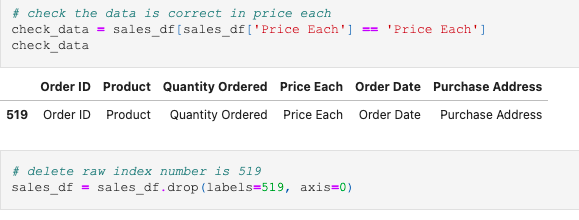 # check the data is correct in price each
check_data = sales_df[sales_df['Price Each'] == 'Price Each']
check_data
Order ID Product Quantity Ordered Price Each Order Date Purchase Address
519 Order ID Product Quantity Ordered Price Each Order Date Purchase Address
# delete raw index number is 519
sales_df = sales_df.drop(labels=519, axis=0)